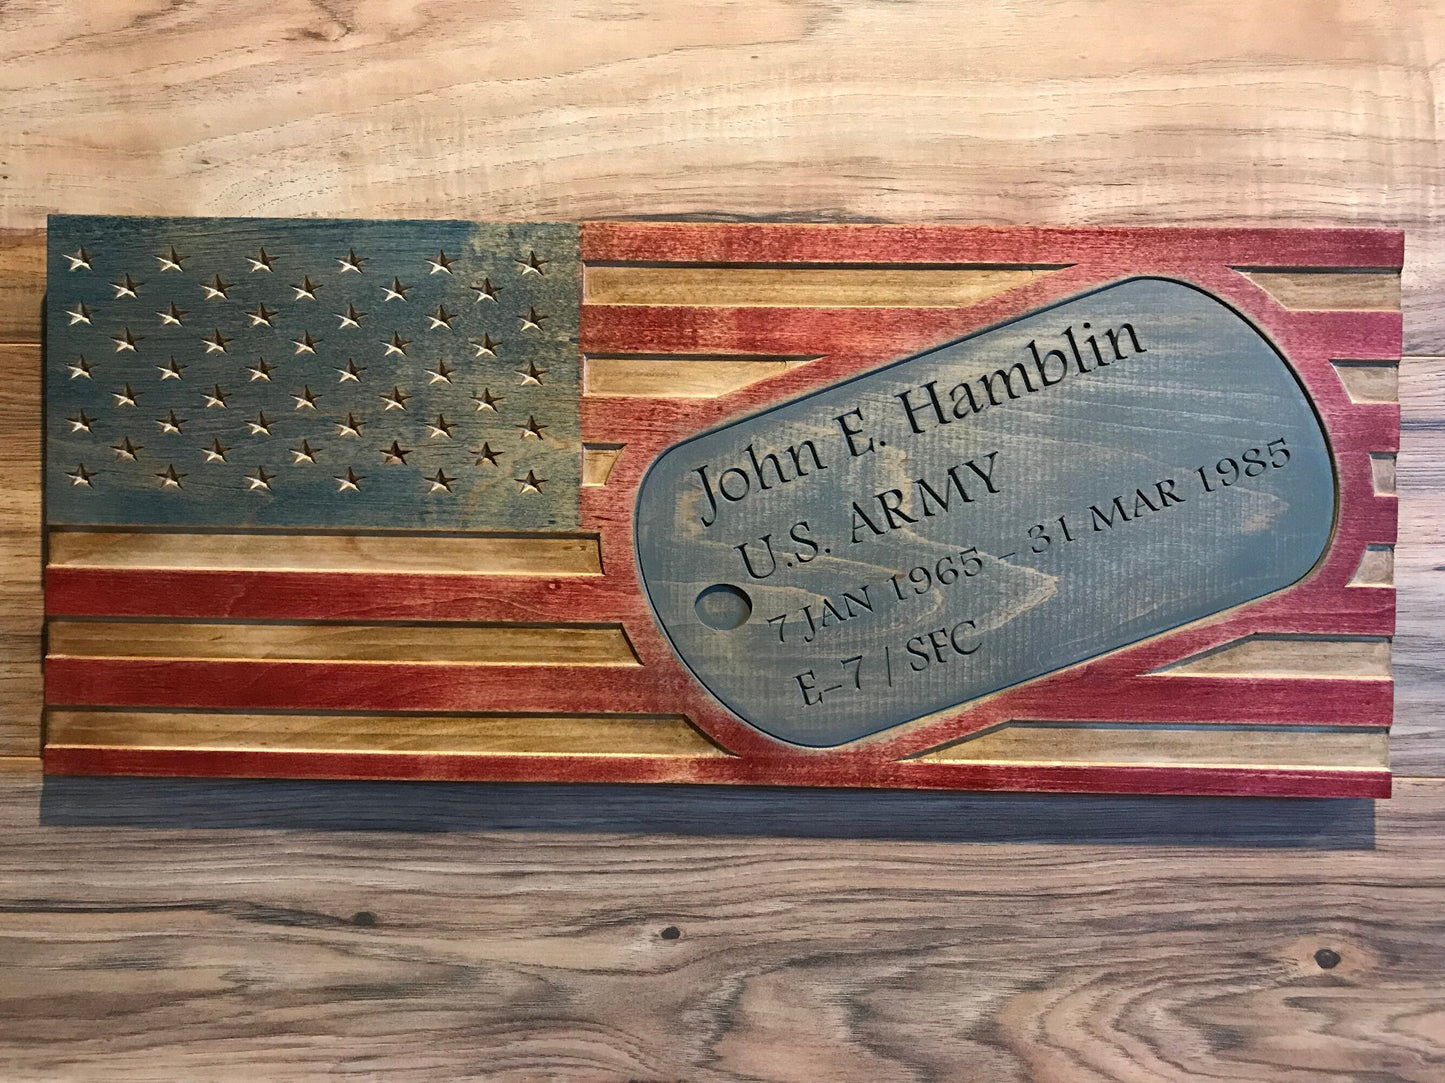 John E. Hamblin
U.S. ARMY
7 JAN 1965 – 31 MAR 1985
E–7 / SFC